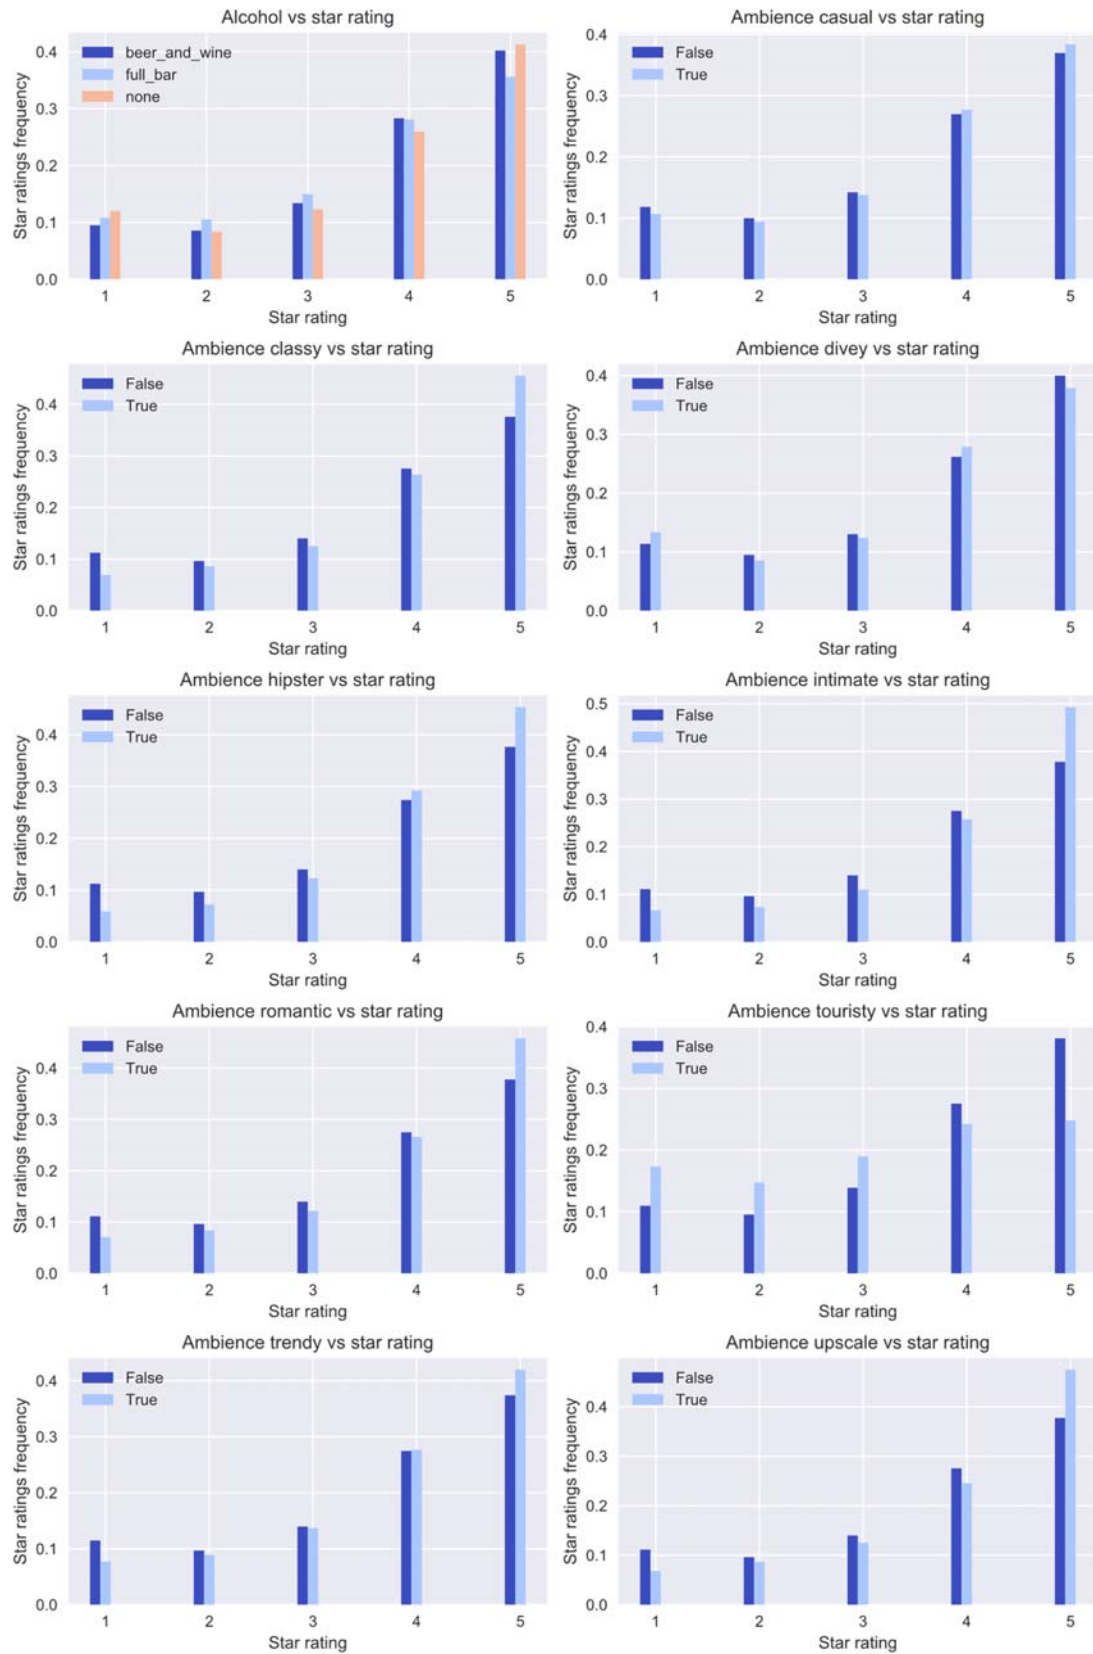 Alcohol vs star rating
beer_and_wine
full_bar
none
Star ratings frequency
0.4
0.3
0.2
0.1
0.0
1 2 3 4 5
Star rating
Ambience casual vs star rating
False
True
Star ratings frequency
0.4
0.3
0.2
0.1
0.0
1 2 3 4 5
Star rating
Ambience classy vs star rating
False
True
Star ratings frequency
0.4
0.3
0.2
0.1
0.0
1 2 3 4 5
Star rating
Ambience divey vs star rating
False
True
Star ratings frequency
0.4
0.3
0.2
0.1
0.0
1 2 3 4 5
Star rating
Ambience hipster vs star rating
False
True
Star ratings frequency
0.4
0.3
0.2
0.1
0.0
1 2 3 4 5
Star rating
Ambience intimate vs star rating
False
True
Star ratings frequency
0.5
0.4
0.3
0.2
0.1
0.0
1 2 3 4 5
Star rating
Ambience romantic vs star rating
False
True
Star ratings frequency
0.4
0.3
0.2
0.1
0.0
1 2 3 4 5
Star rating
Ambience touristy vs star rating
False
True
Star ratings frequency
0.4
0.3
0.2
0.1
0.0
1 2 3 4 5
Star rating
Ambience trendy vs star rating
False
True
Star ratings frequency
0.4
0.3
0.2
0.1
0.0
1 2 3 4 5
Star rating
Ambience upscale vs star rating
False
True
Star ratings frequency
0.4
0.3
0.2
0.1
0.0
1 2 3 4 5
Star rating